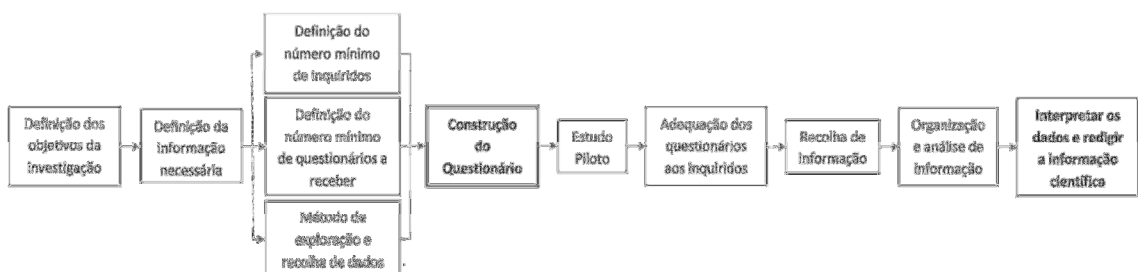 Definição dos
objetivos da
investigação
Definição da
informação
necessária
Definição do
número mínimo
de inquiridos
Definição do
número mínimo
de questionários a
receber
Método de
exploração e
recolha de dados
Construção
do
Questionário
Estudo
Piloto
Adequação dos
questionários
aos inquiridos
Recolha de
informação
Organização
e análise de
informação
Interpretar os
dados e redigir
a informação
científica